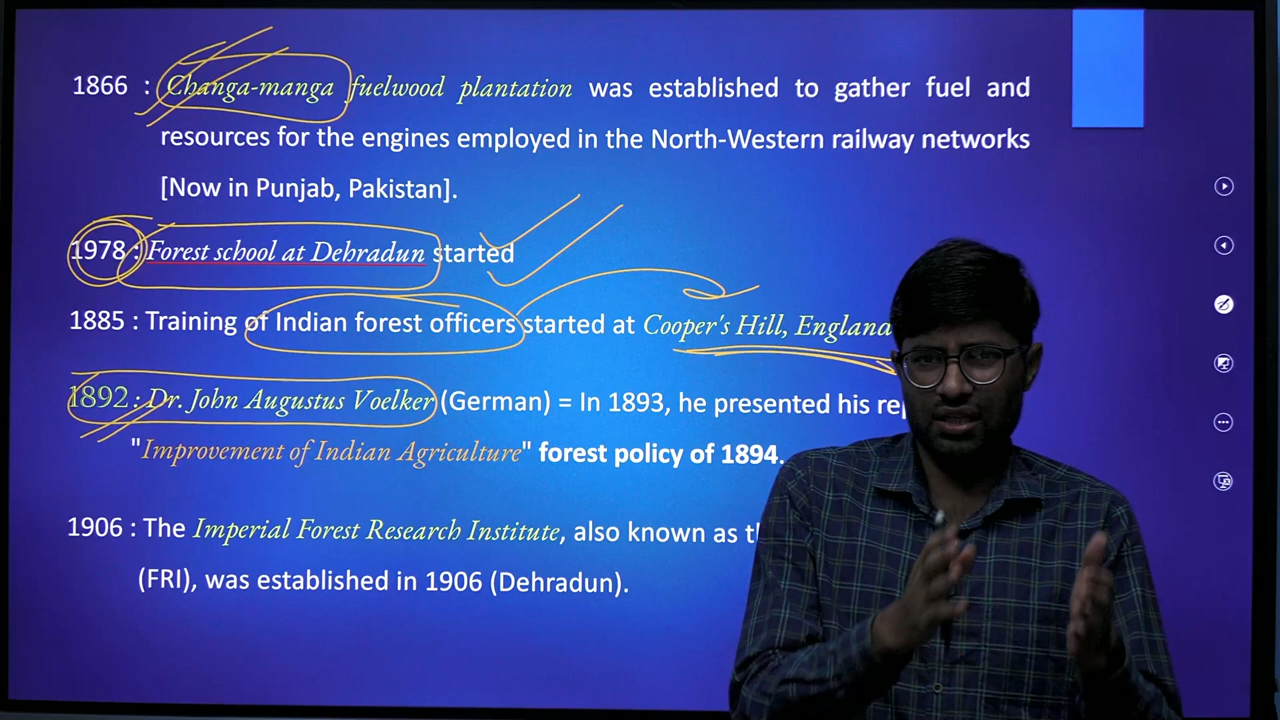 1866 : Changa-manga fuelwood plantation was established to gather fuel and
resources for the engines employed in the North-Western railway networks
[Now in Punjab, Pakistan].
1978 : Forest school at Dehradun started
1885 : Training of Indian forest officers started at Cooper's Hill, England
1892 : Dr. John Augustus Voelker (German) = In 1893, he presented his
"Improvement of Indian Agriculture" forest policy of 1894.
1906 : The Imperial Forest Research Institute, also known as
(FRI), was established in 1906 (Dehradun).